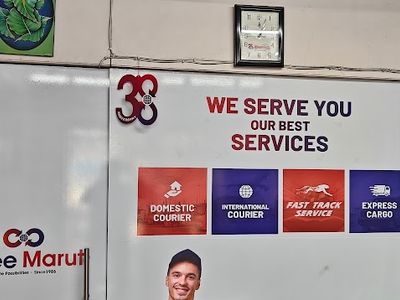 38
WE SERVE YOU
OUR BEST
SERVICES
DOMESTIC
COURIER
INTERNATIONAL
COURIER
FAST TRACK
SERVICE
EXPRESS
CARGO
ee Maruti
Possibilities - Since 1986